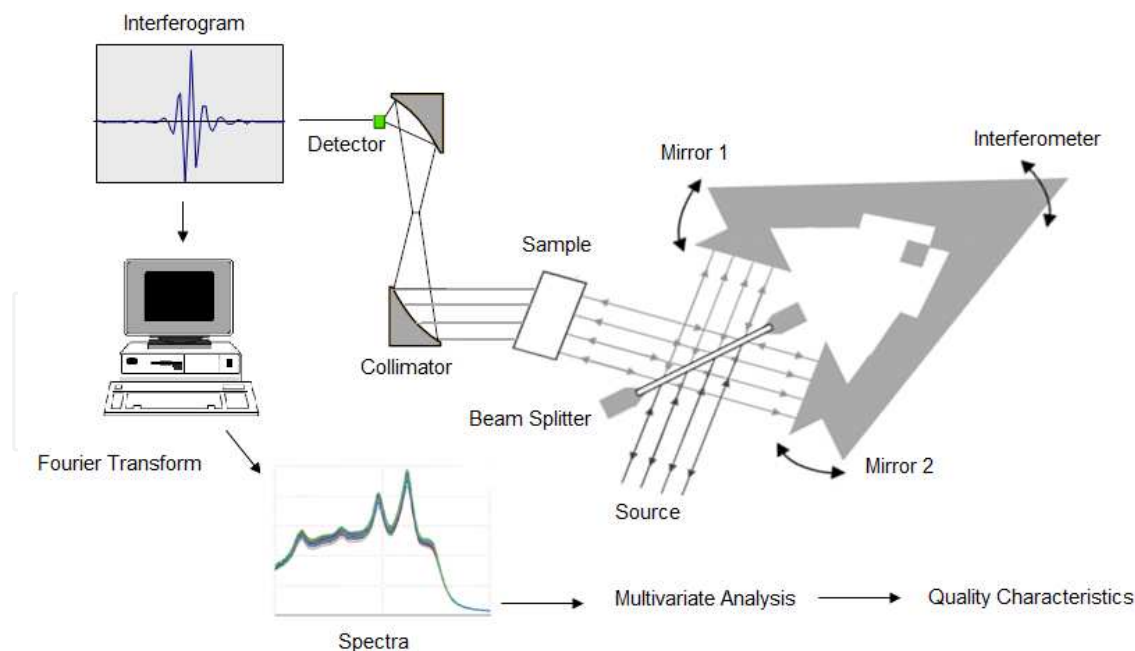 Interferogram
Detector
Mirror 1
Interferometer
Sample
Collimator
Beam Splitter
Mirror 2
Fourier Transform
Source
Multivariate Analysis
Quality Characteristics
Spectra